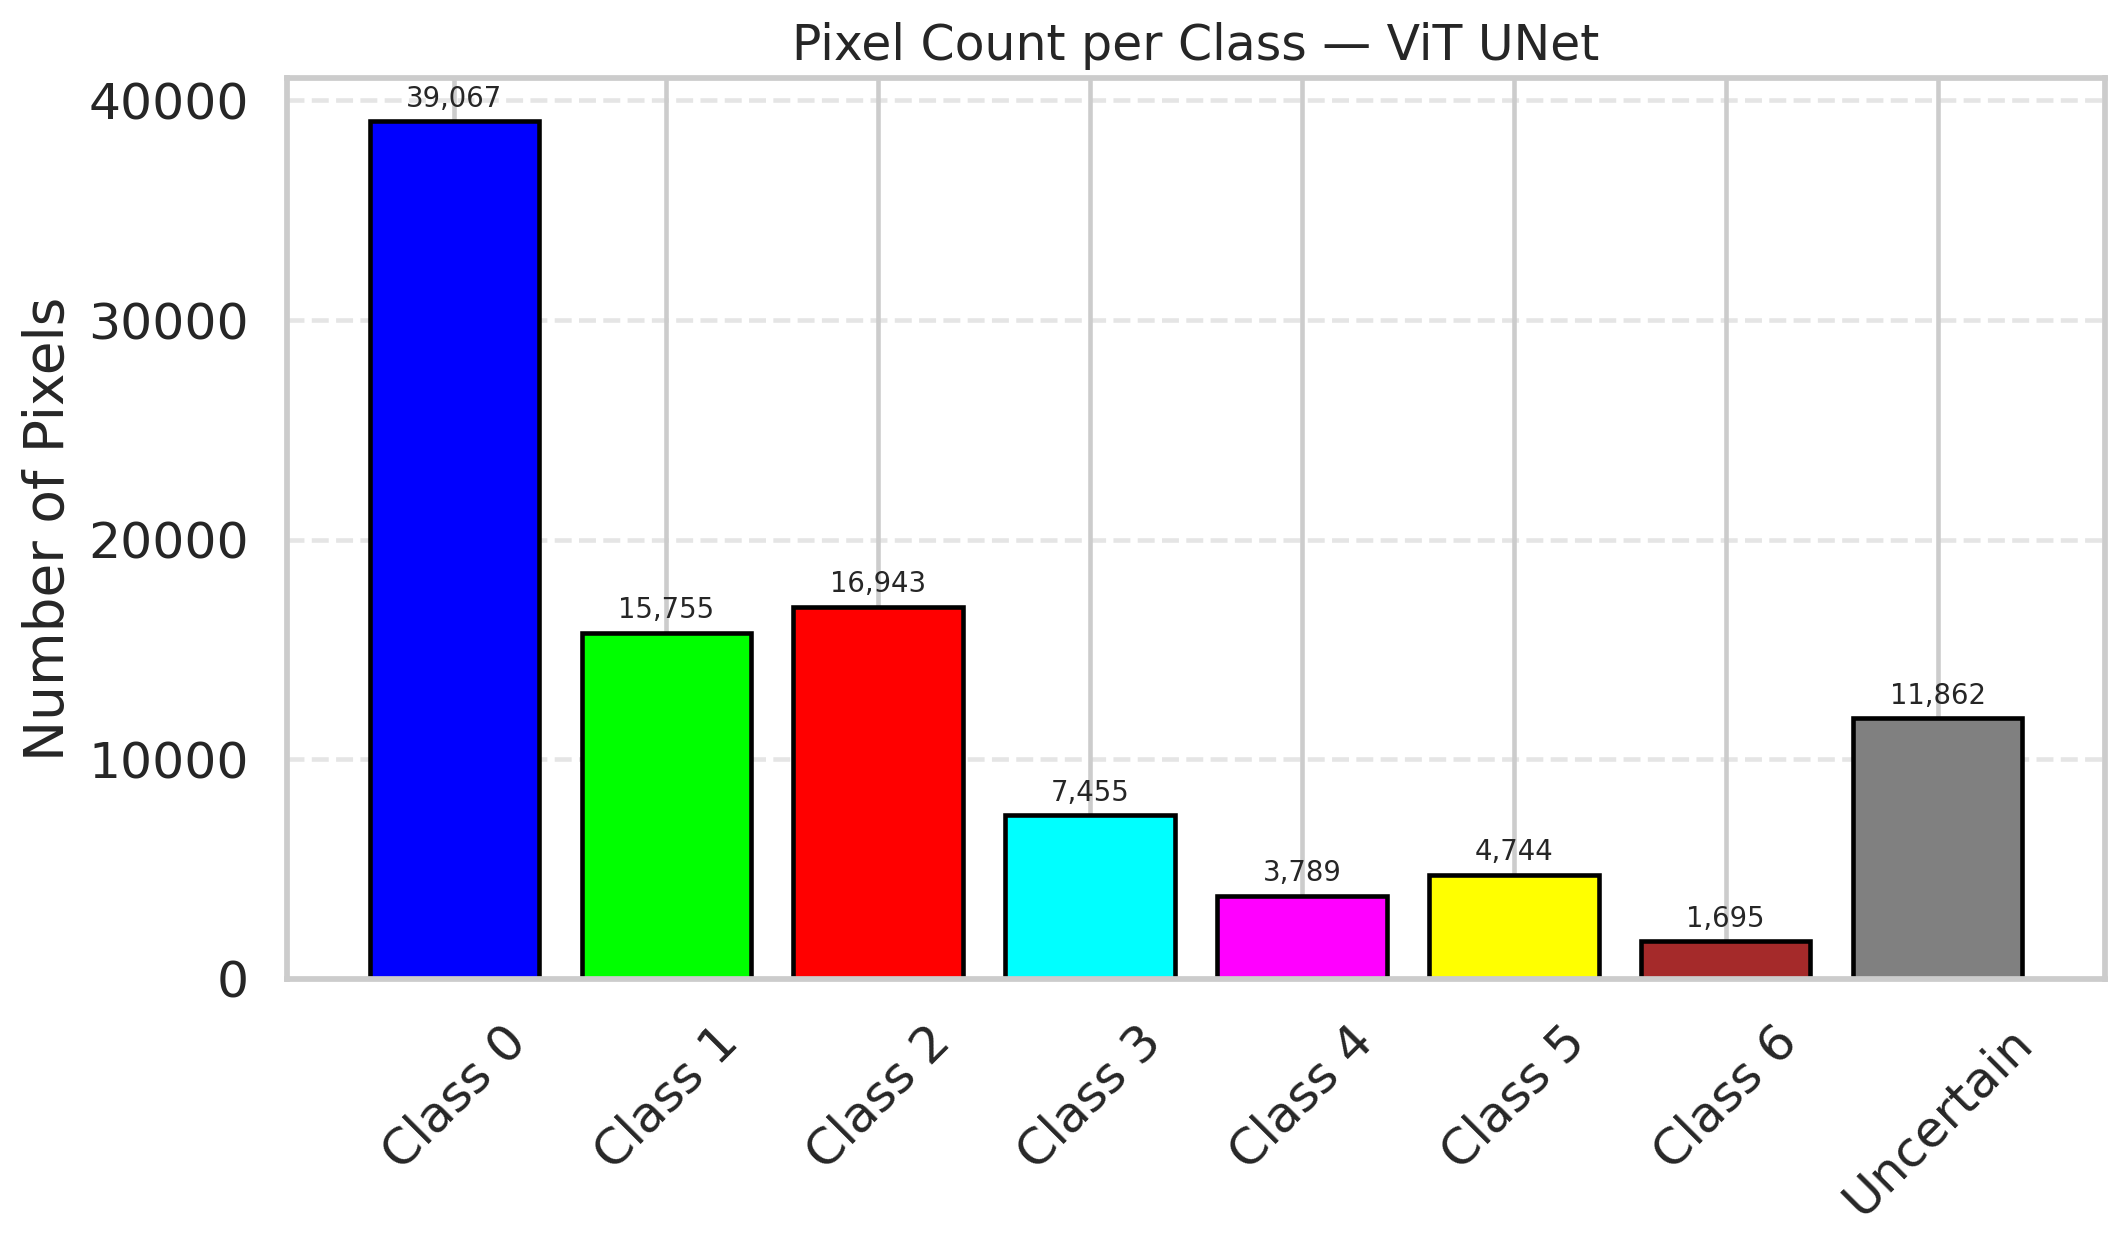 Pixel Count per Class — ViT UNet
Number of Pixels
40000
30000
20000
10000
0
39,067
15,755
16,943
7,455
3,789
4,744
1,695
11,862
Class 0
Class 1
Class 2
Class 3
Class 4
Class 5
Class 6
Uncertain